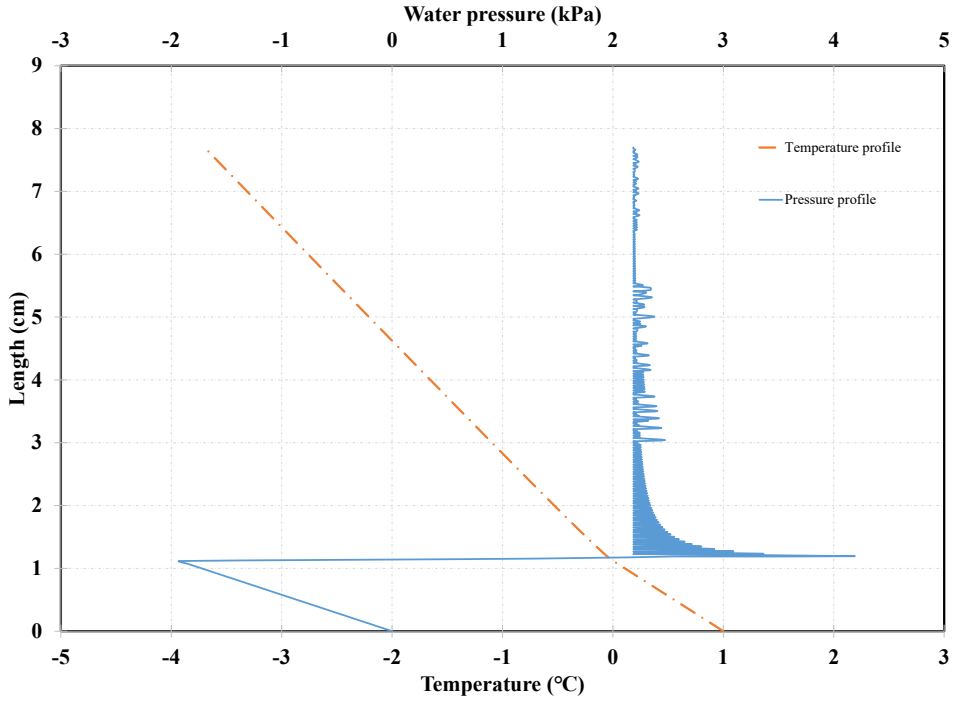 Water pressure (kPa)
-3 -2 -1 0 1 2 3 4 5
9
8
7
6
5
4
3
2
1
0
Length (cm)
Temperature profile
Pressure profile
-5 -4 -3 -2 -1 0 1 2 3
Temperature (°C)